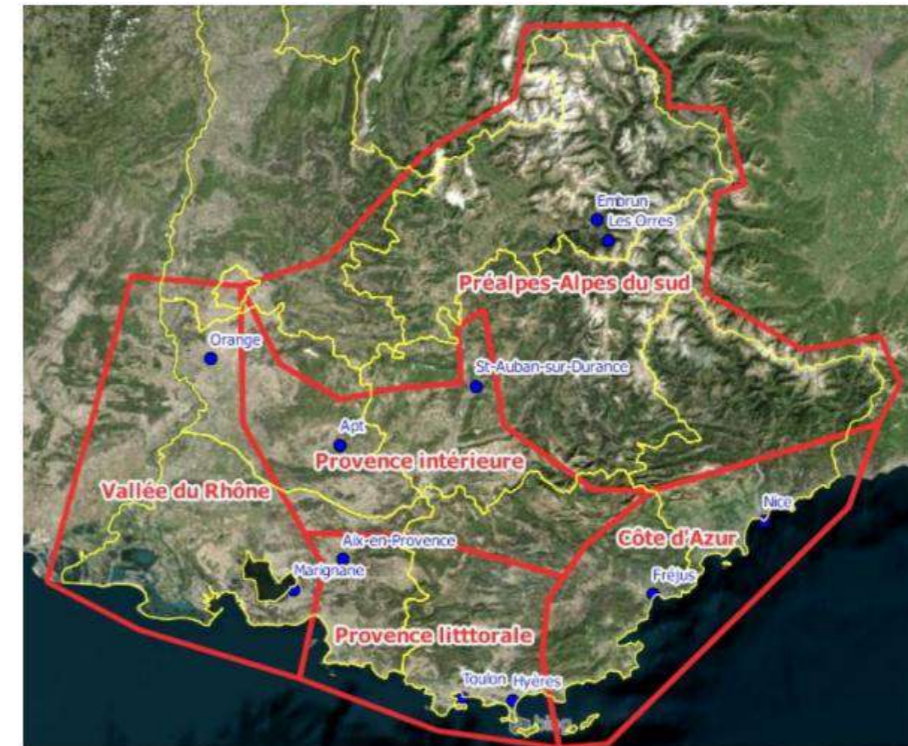 Embrun
Les Orres
Préalpes-Alpes du sud
Orange
St-Auban-sur-Durance
Apt
Provence intérieure
Vallée du Rhône
Nice
Côte d'Azur
Aix-en-Provence
Marignane
Fréjus
Provence litttorale
Toulon
Hyères